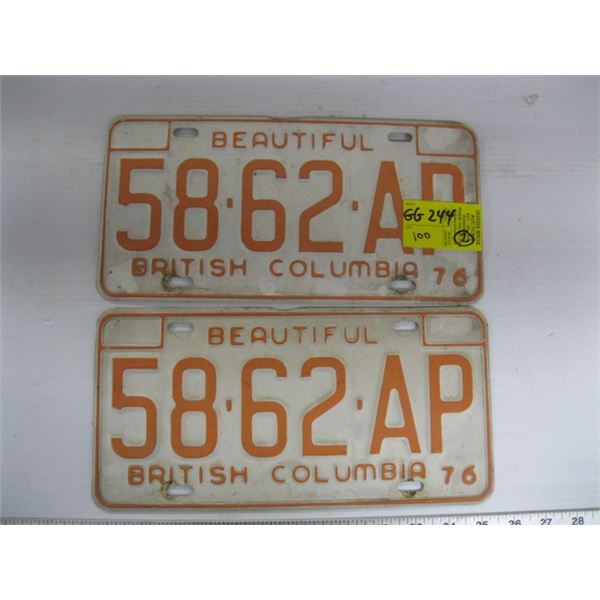 BEAUTIFUL
58·62·AP
GG 244
100
2
BRITISH COLUMBIA 76
BEAUTIFUL
58·62·AP
BRITISH COLUMBIA 76
25 26 27 28